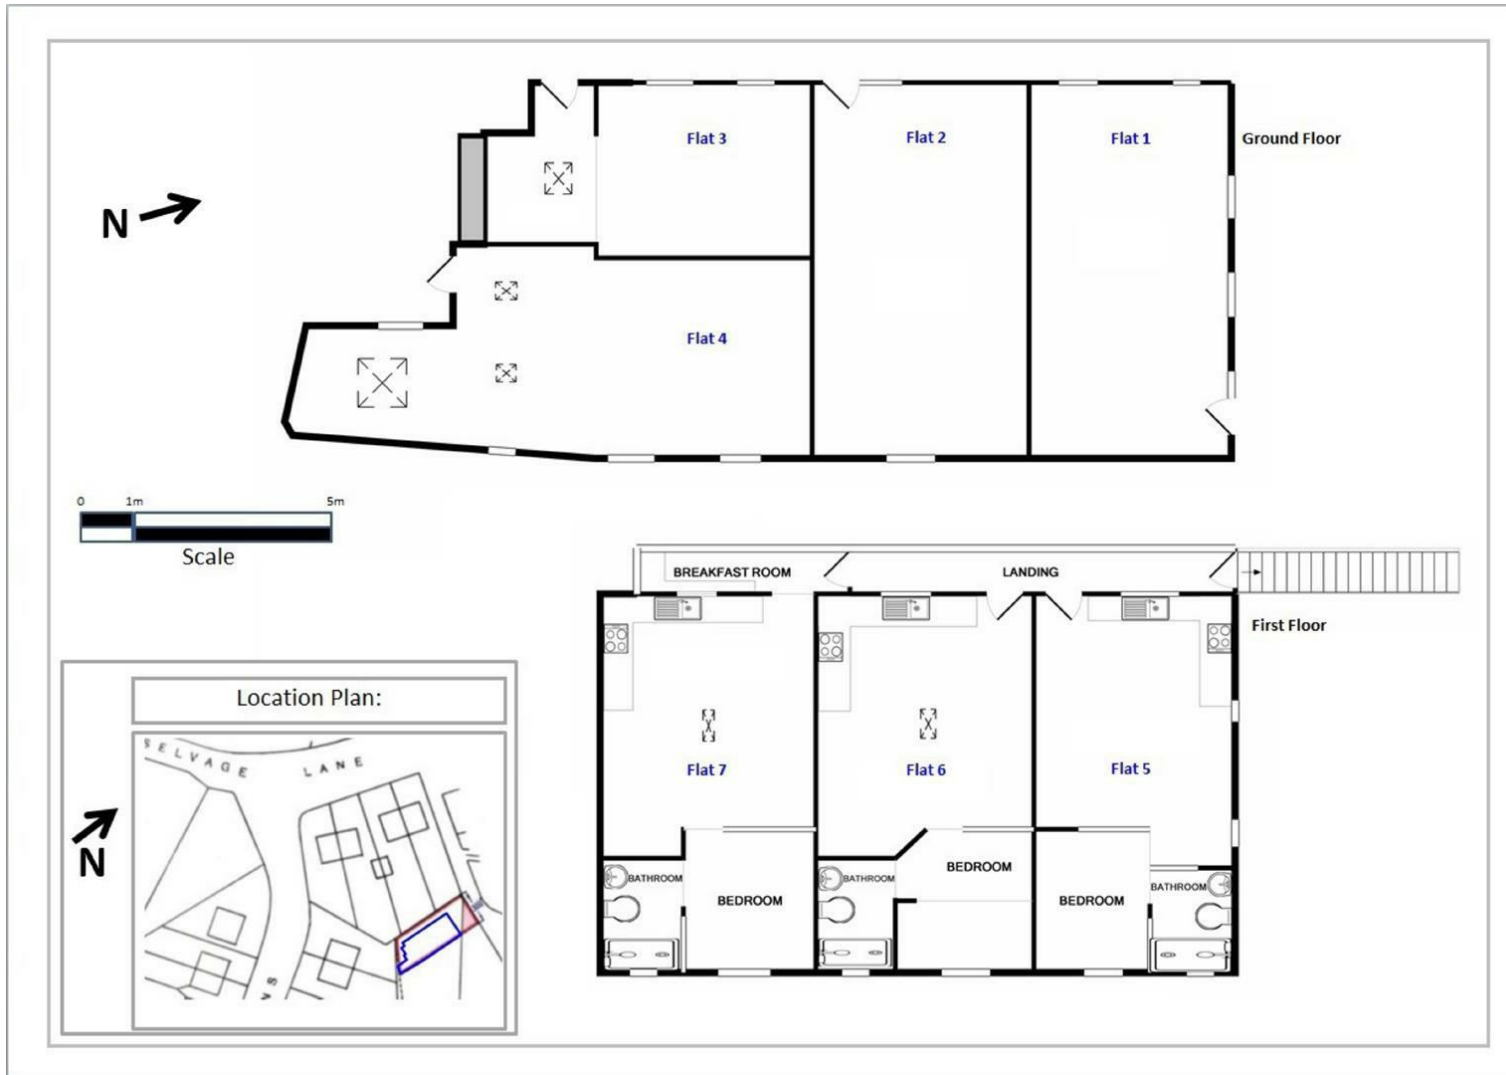 Flat 3
Flat 2
Flat 1
Ground Floor
N
Flat 4
0 1m 5m
Scale
BREAKFAST ROOM
LANDING
First Floor
Flat 7
Flat 6
Flat 5
BATHROOM
BEDROOM
BATHROOM
BEDROOM
BEDROOM
BATHROOM
Location Plan:
SELVAGE LANE
N
NS